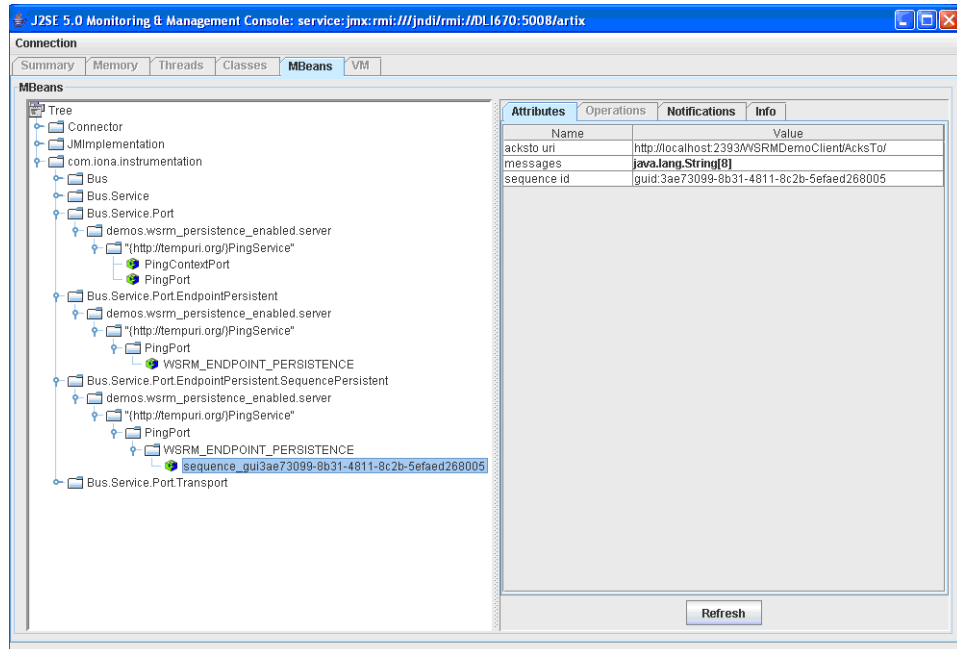 J2SE 5.0 Monitoring & Management Console: service:jmx:rmi:///jndi/rmi://DLI670:5008/artix
Connection
Summary Memory Threads Classes MBeans VM
MBeans
Tree
Connector
JMImplementation
com.iona.instrumentation
Bus
Bus.Service
Bus.Service.Port
demos.wsrm_persistence_enabled.server
"{http://tempuri.org/}PingService"
PingContextPort
PingPort
Bus.Service.Port.EndpointPersistent
demos.wsrm_persistence_enabled.server
"{http://tempuri.org/}PingService"
PingPort
WSRM_ENDPOINT_PERSISTENCE
Bus.Service.Port.EndpointPersistent.SequencePersistent
demos.wsrm_persistence_enabled.server
"{http://tempuri.org/}PingService"
PingPort
WSRM_ENDPOINT_PERSISTENCE
sequence_gui3ae73099-8b31-4811-8c2b-5efaed268005
Bus.Service.Port.Transport
Attributes Operations Notifications Info
Name Value
acksto uri http://localhost:2393/WSRMDemoClient/AcksTo/
messages java.lang.String[8]
sequence id guid:3ae73099-8b31-4811-8c2b-5efaed268005
Refresh